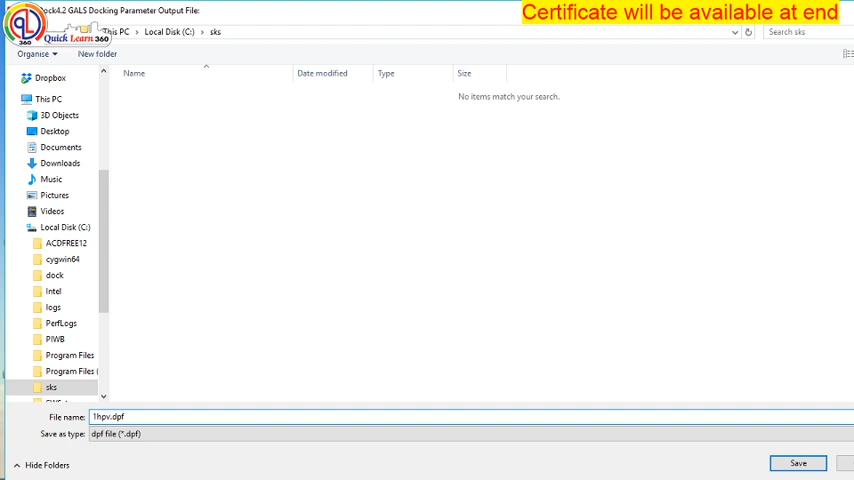 Dock4.2 GALS Docking Parameter Output File:
Certificate will be available at end
QL
360
Quick Learn 360
This PC > Local Disk (C:) > sks
Search sks
Organise
New folder
Name
Date modified
Type
Size
No items match your search.
Dropbox
This PC
3D Objects
Desktop
Documents
Downloads
Music
Pictures
Videos
Local Disk (C:)
ACDFREE12
cygwin64
dock
Intel
logs
PerfLogs
PIWB
Program Files
Program Files (
sks
File name: 1hpv.dpf
Save as type: dpf file (*.dpf)
Hide Folders
Save